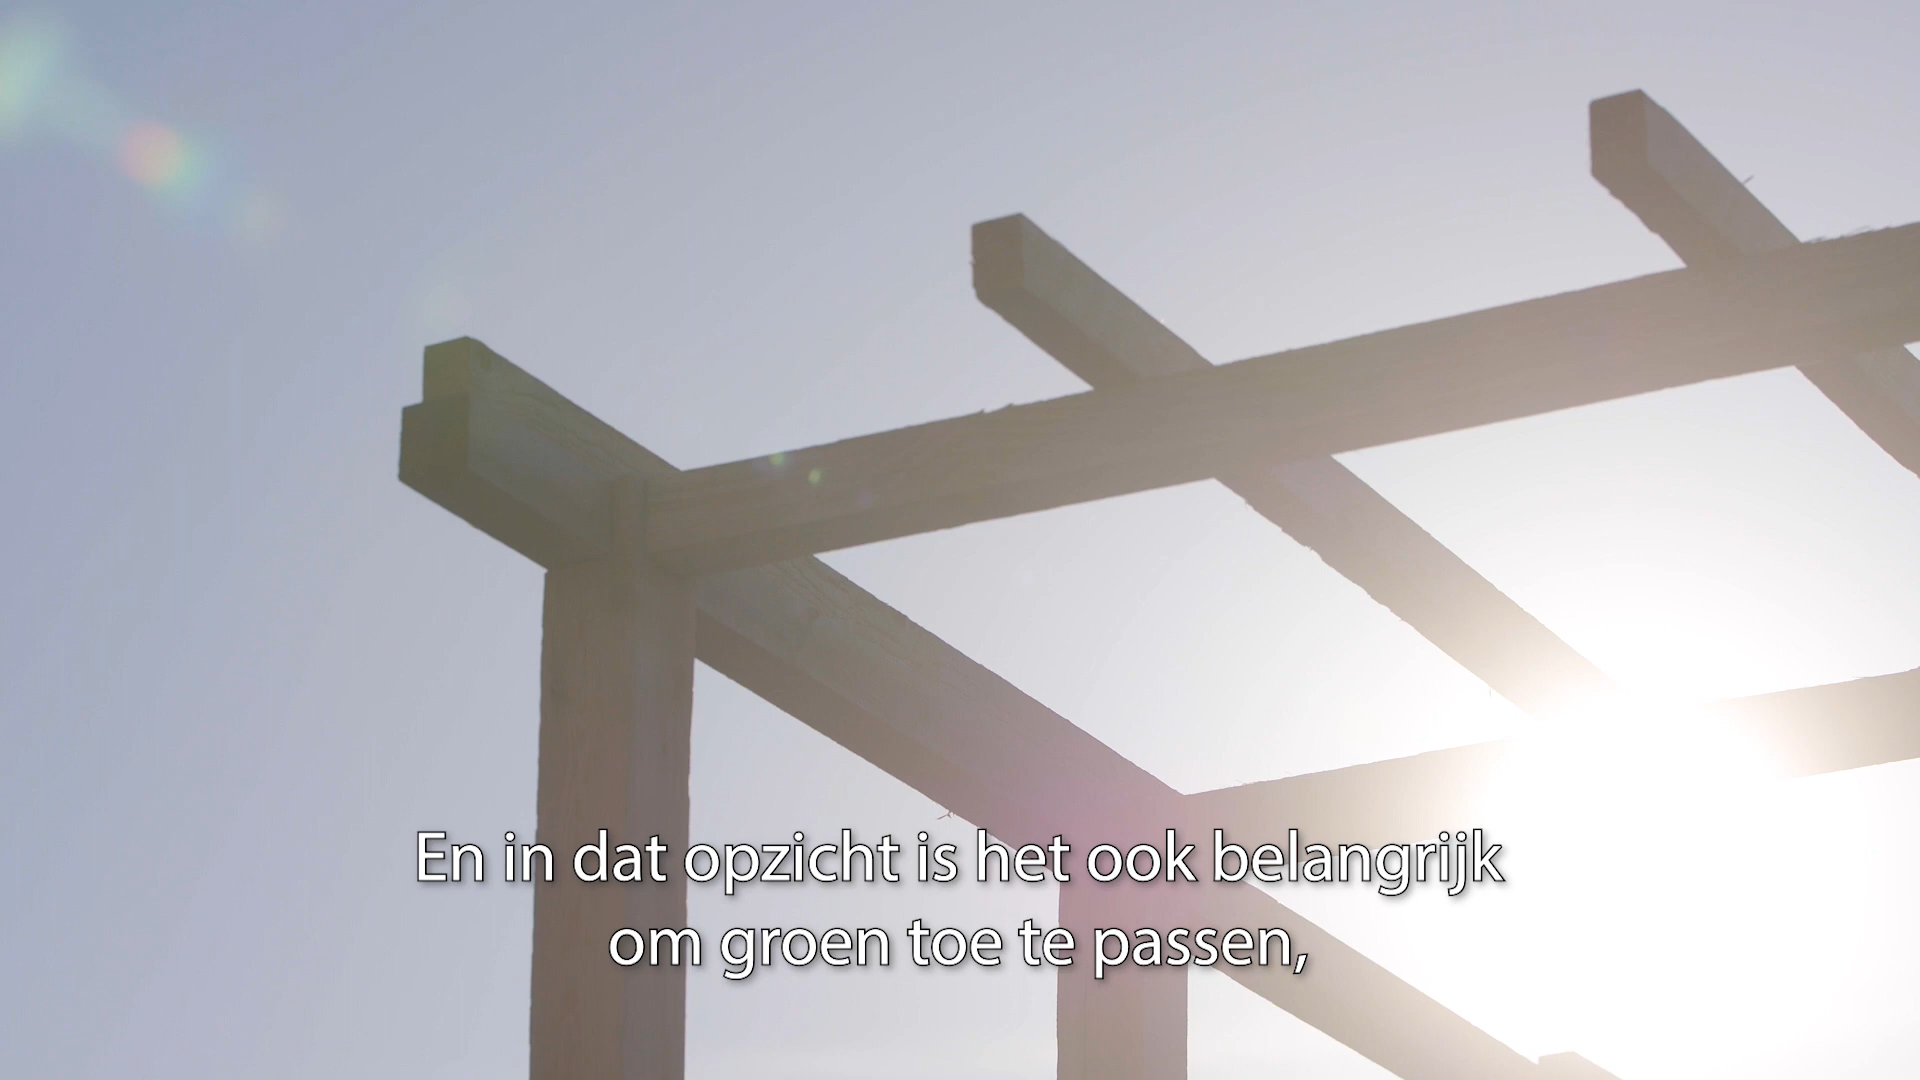 En in dat opzicht is het ook belangrijk
om groen toe te passen,